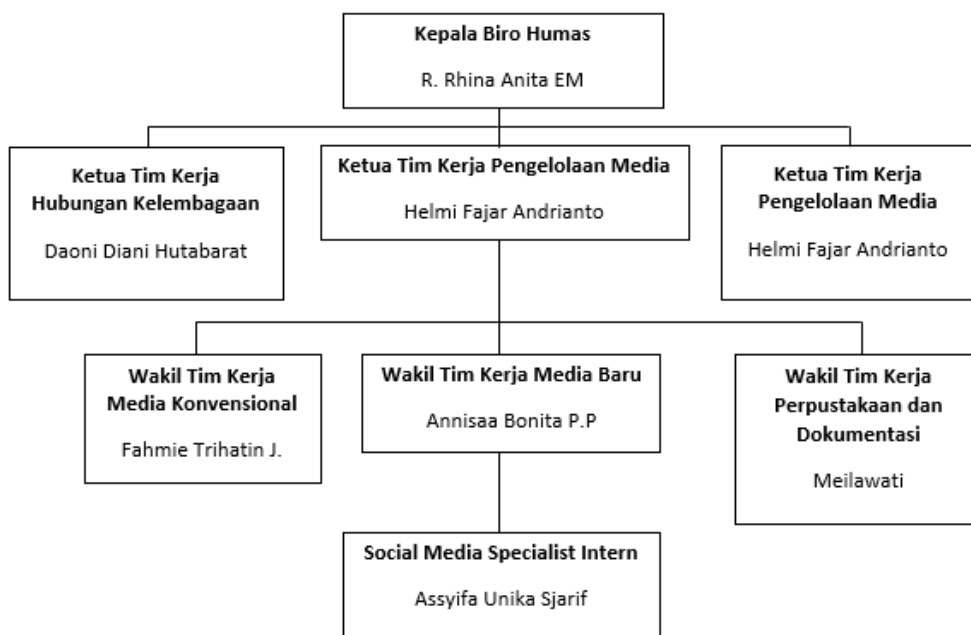 Kepala Biro Humas
R. Rhina Anita EM
Ketua Tim Kerja
Hubungan Kelembagaan
Daoni Diani Hutabarat
Ketua Tim Kerja Pengelolaan Media
Helmi Fajar Andrianto
Ketua Tim Kerja
Pengelolaan Media
Helmi Fajar Andrianto
Wakil Tim Kerja
Media Konvensional
Fahmie Trihatin J.
Wakil Tim Kerja Media Baru
Annisaa Bonita P.P
Wakil Tim Kerja
Perpustakaan dan
Dokumentasi
Meilawati
Social Media Specialist Intern
Assyifa Unika Sjarif